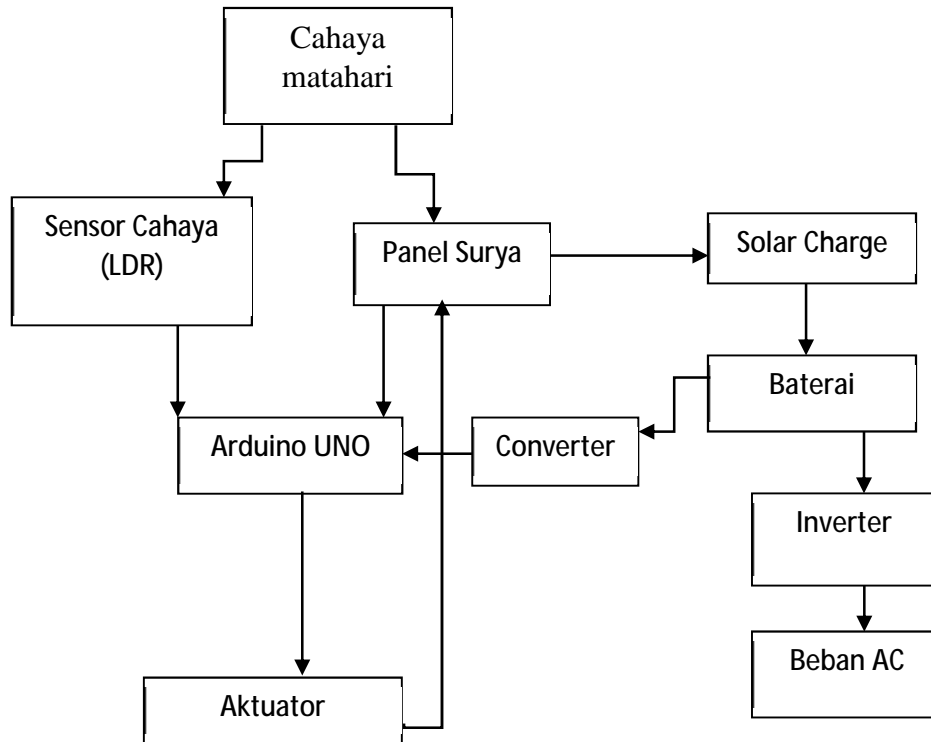 Cahaya
matahari
Sensor Cahaya
(LDR)
Panel Surya
Solar Charge
Baterai
Arduino UNO
Converter
Inverter
Beban AC
Aktuator